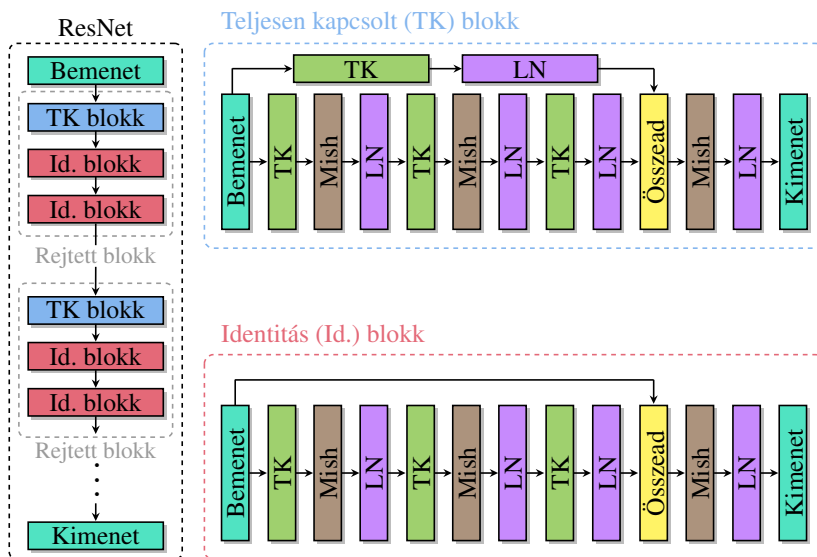 ResNet
Bemenet
TK blokk
Id. blokk
Id. blokk
Rejtett blokk
TK blokk
Id. blokk
Id. blokk
Rejtett blokk
Kimenet
Teljesen kapcsolt (TK) blokk
TK LN
Bemenet TK Mish LN TK Mish LN TK LN Összead Mish LN Kimenet
Identitás (Id.) blokk
Bemenet TK Mish LN TK Mish LN TK LN Összead Mish LN Kimenet